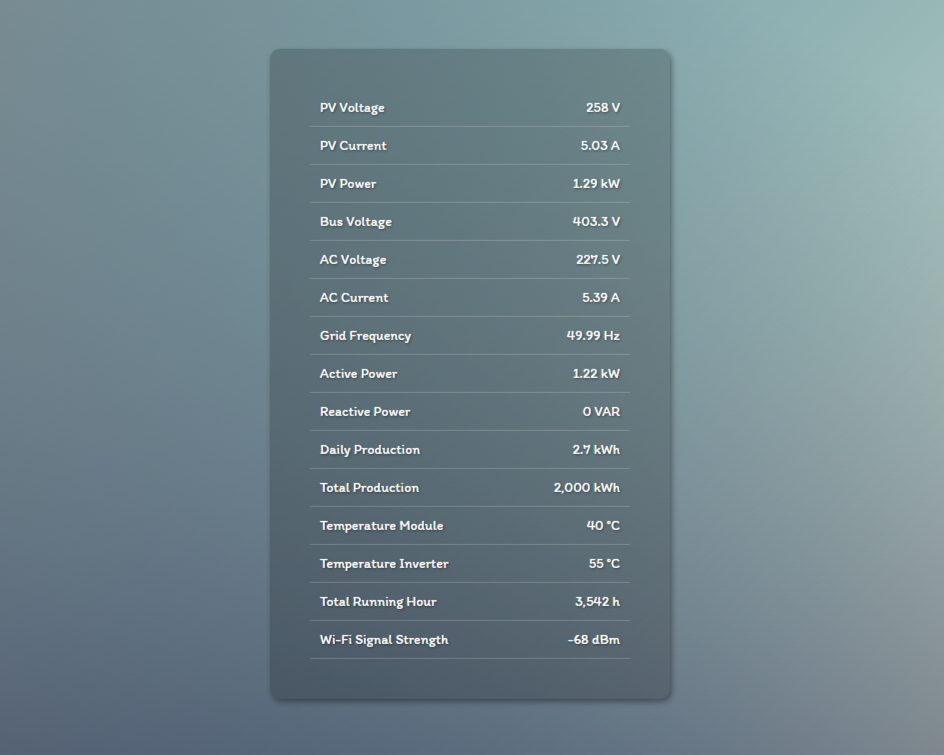 PV Voltage 258 V
PV Current 5.03 A
PV Power 1.29 kW
Bus Voltage 403.3 V
AC Voltage 227.5 V
AC Current 5.39 A
Grid Frequency 49.99 Hz
Active Power 1.22 kW
Reactive Power 0 VAR
Daily Production 2.7 kWh
Total Production 2,000 kWh
Temperature Module 40 °C
Temperature Inverter 55 °C
Total Running Hour 3,542 h
Wi-Fi Signal Strength -68 dBm